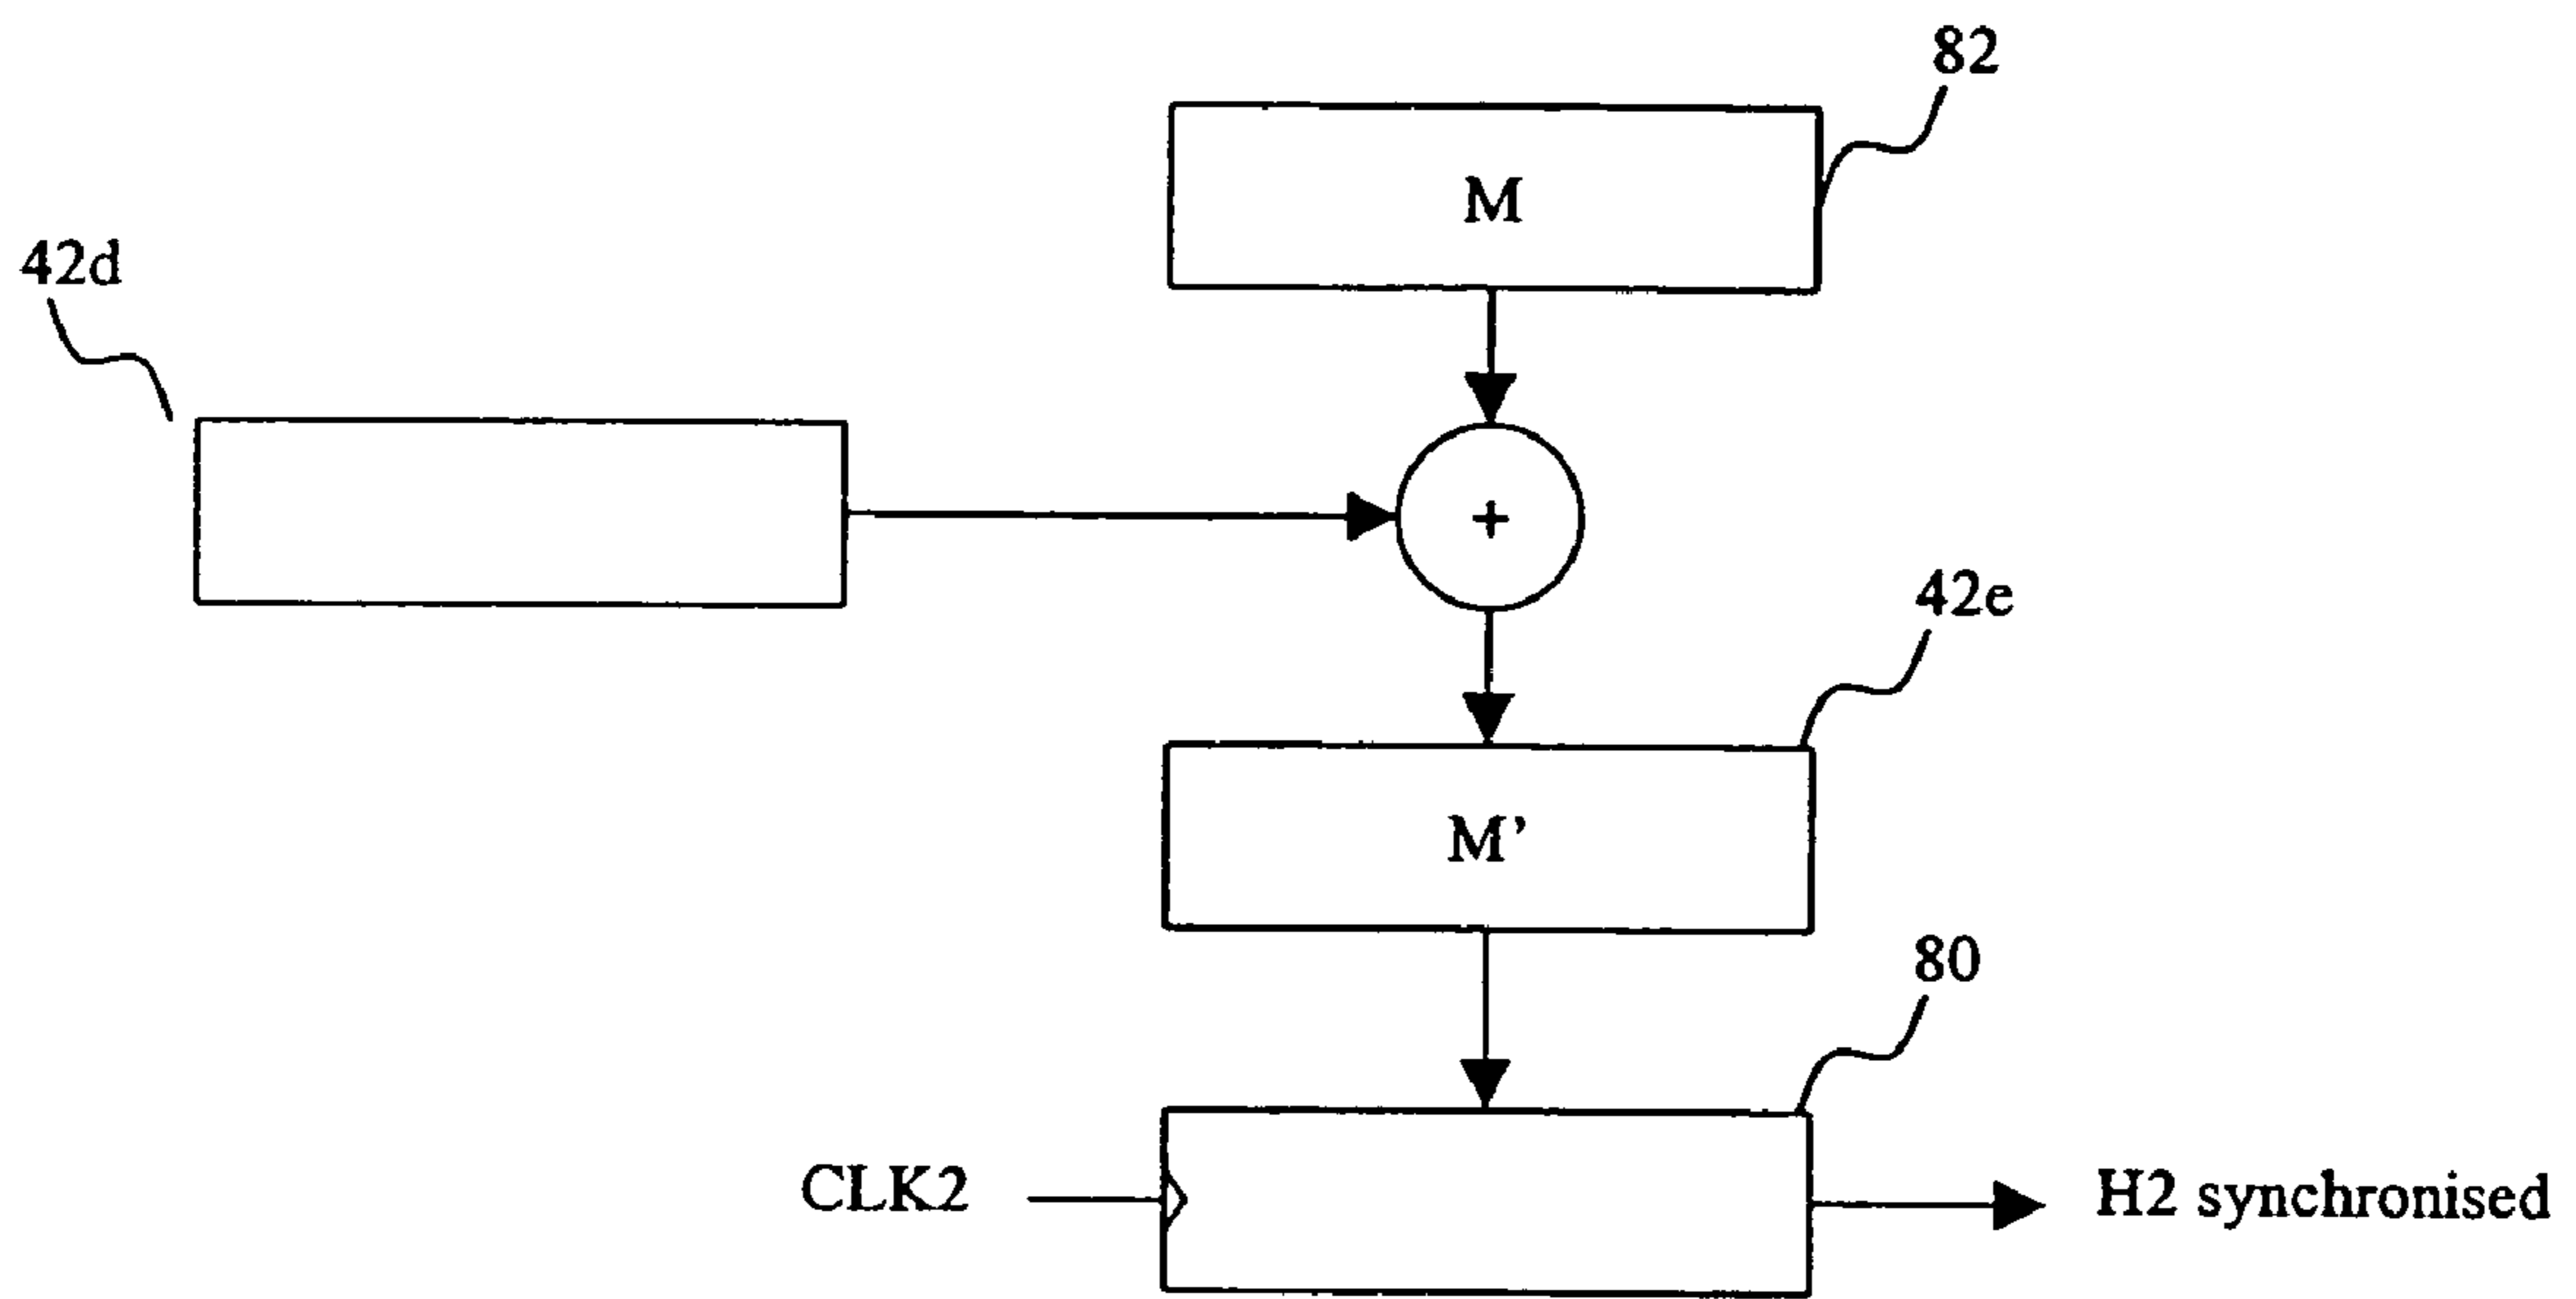 82
M
42d
+
42e
M’
80
CLK2
H2 synchronised